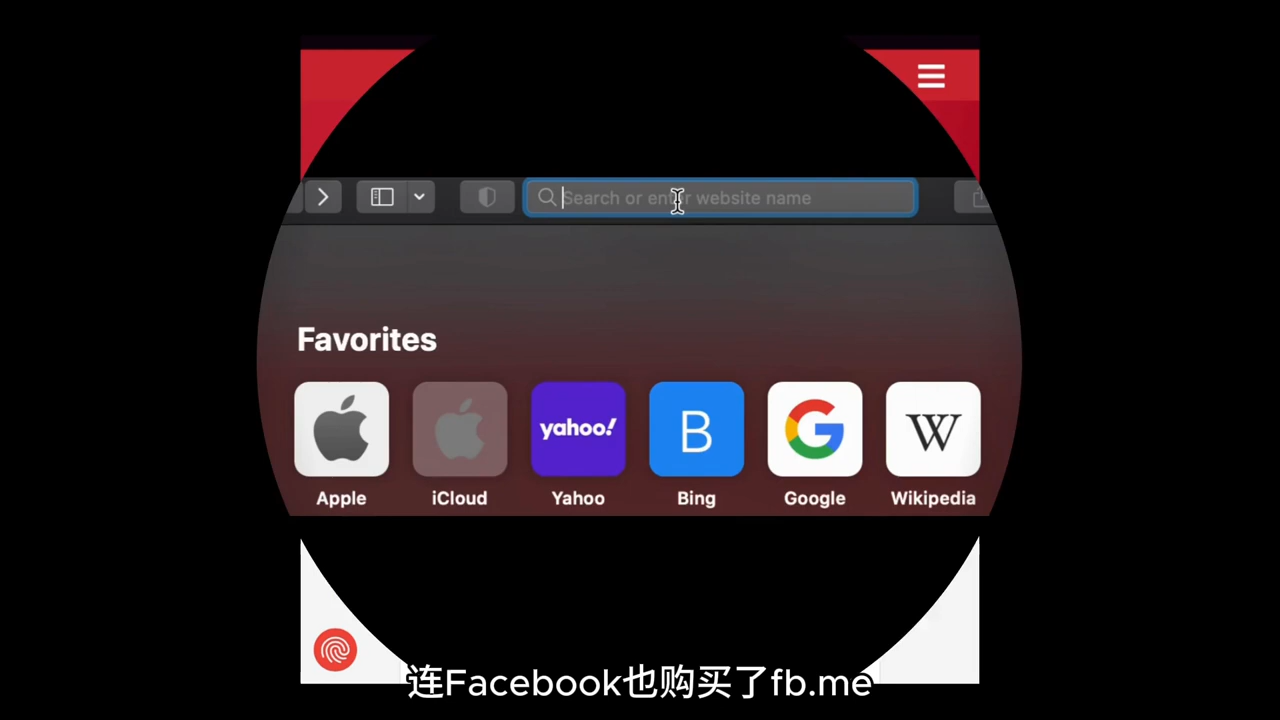 Search or enter website name
Favorites
yahoo!
B
G
W
Apple
iCloud
Yahoo
Bing
Google
Wikipedia
连Facebook也购买了fb.me